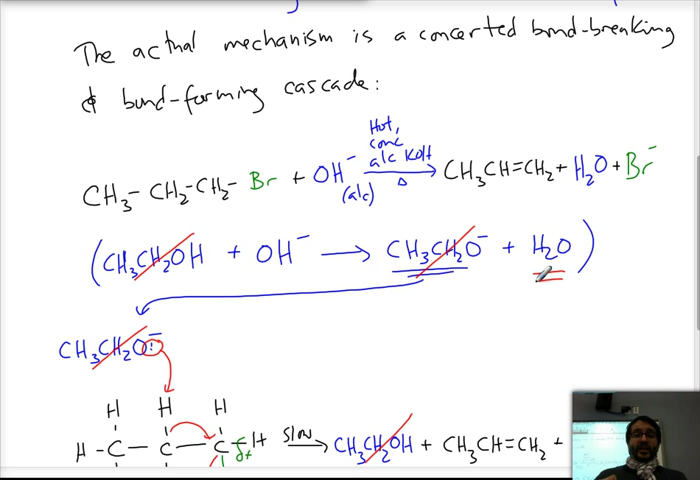 The actual mechanism is a concerted bond-breaking
& bond-forming cascade:
Hot,
conc
alc KOH
CH₃-CH₂-CH₂-Br + OH⁻ → CH₃CH=CH₂ + H₂O + Br⁻
(alc) Δ
(CH₃CH₂OH + OH⁻ → CH₃CH₂O⁻ + H₂O)
CH₃CH₂O:⁻
H H H
H-C-C-C-H slow → CH₃CH₂OH + CH₃CH=CH₂ +
δ+